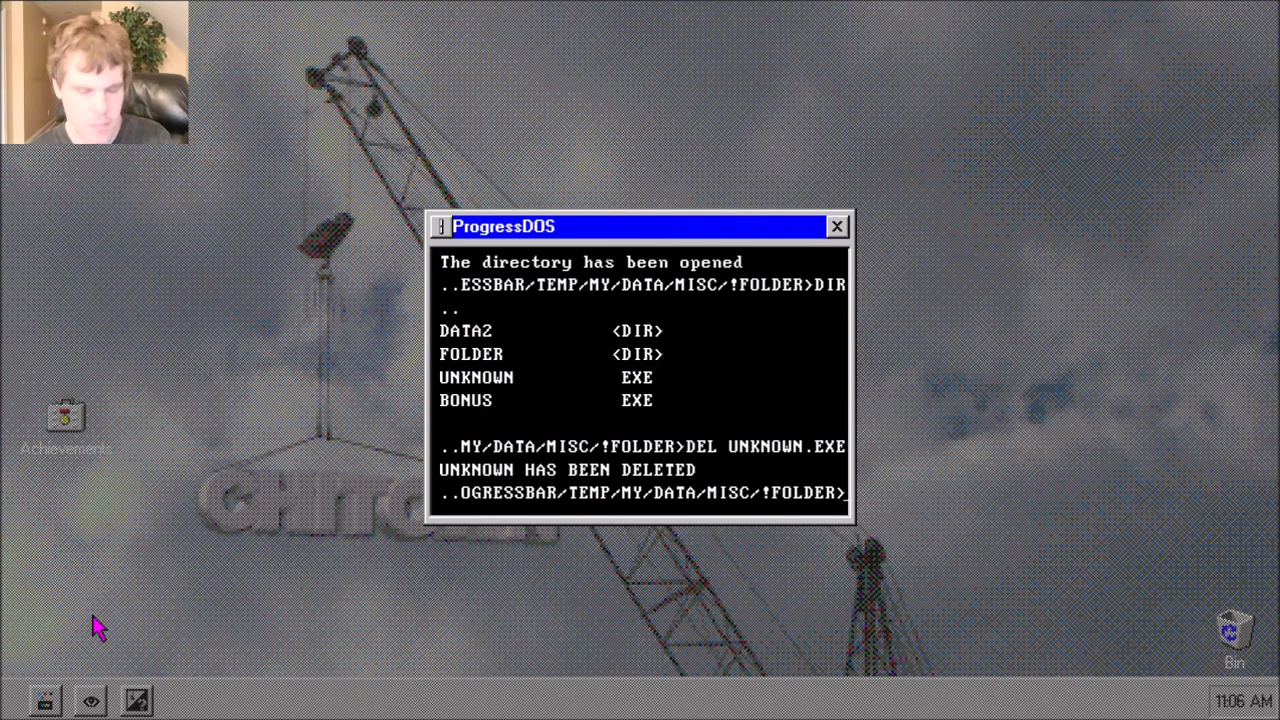 ProgressDOS
The directory has been opened
..ESSBAR/TEMP/MY/DATA/MISC/!FOLDER>DIR
..
DATA2 <DIR>
FOLDER <DIR>
UNKNOWN EXE
BONUS EXE
..MY/DATA/MISC/!FOLDER>DEL UNKNOWN.EXE
UNKNOWN HAS BEEN DELETED
..OGRESSBAR/TEMP/MY/DATA/MISC/!FOLDER>_
Achievements
Bin
11:06 AM